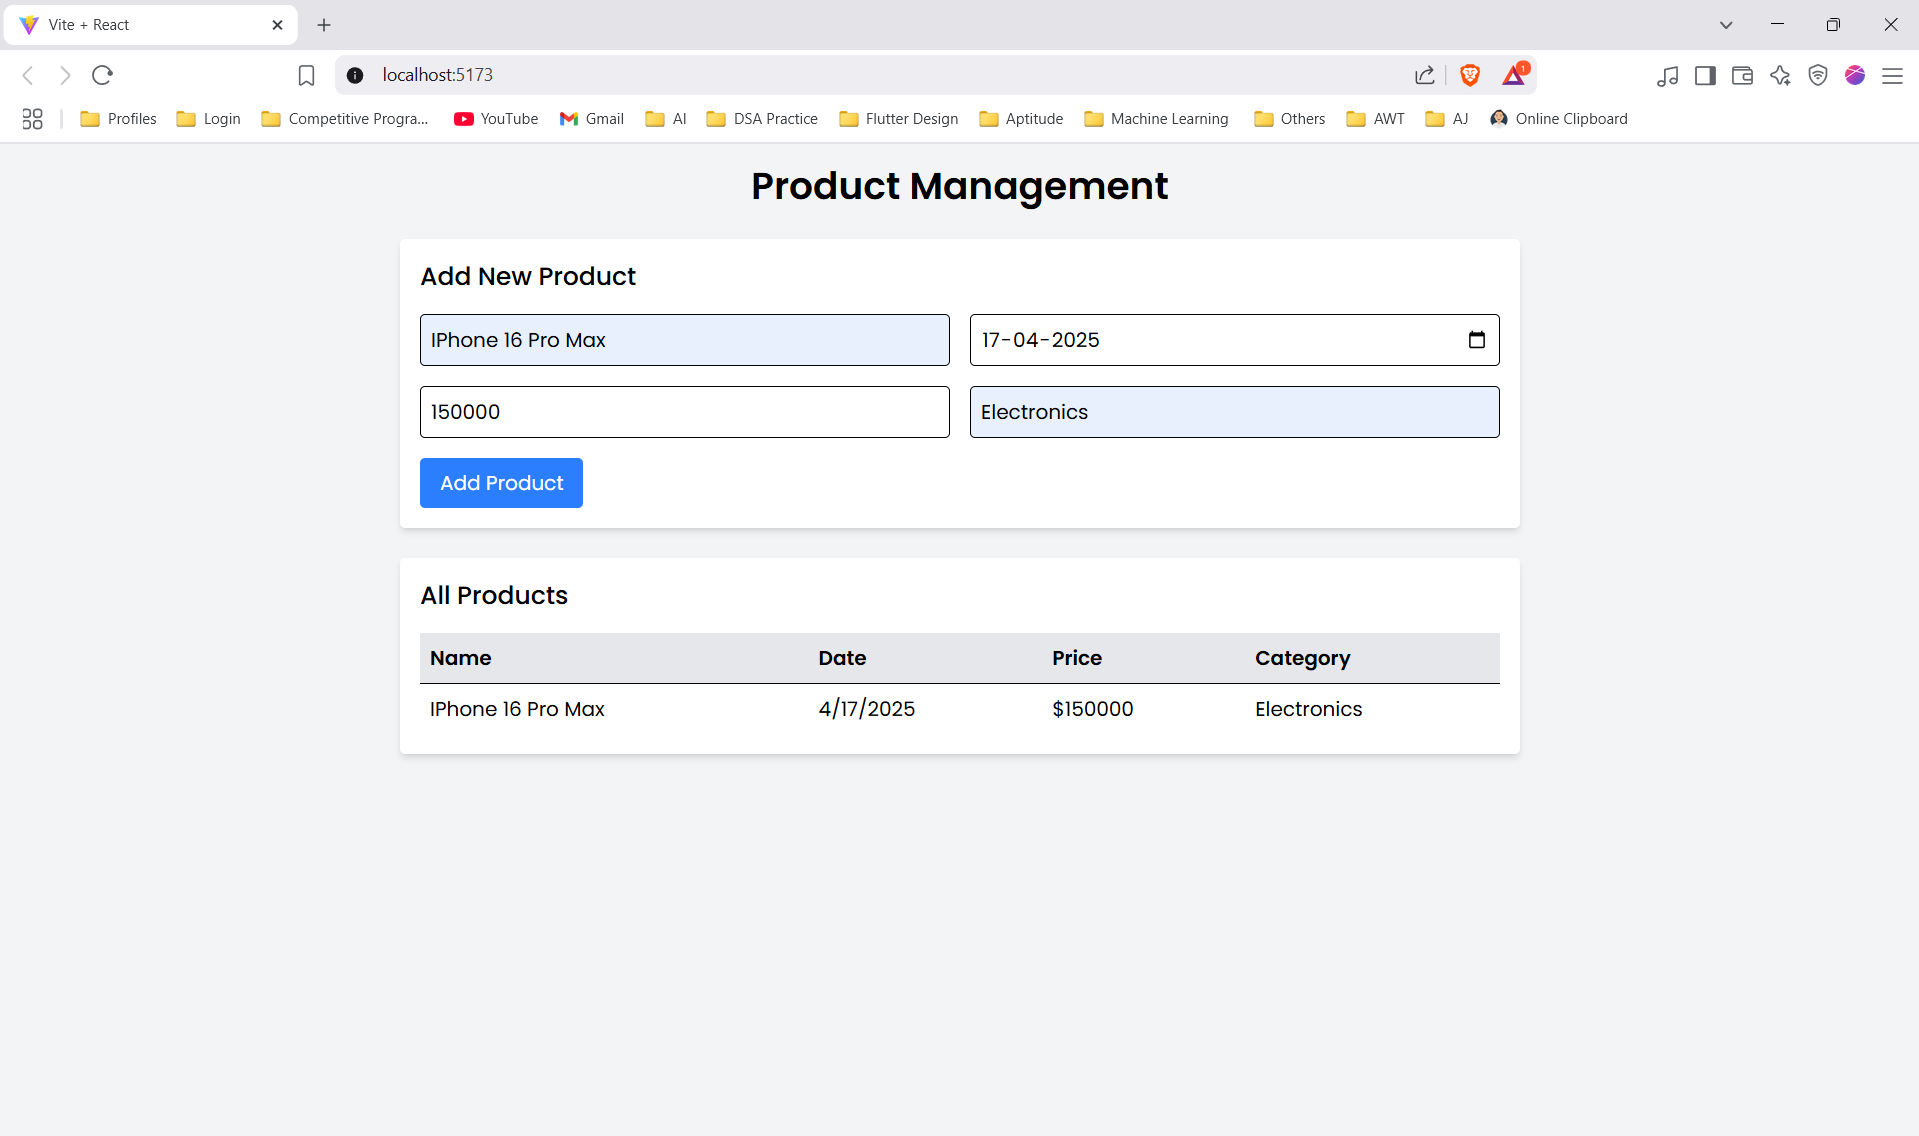 Vite + React
localhost:5173
1
Profiles Login Competitive Progra... YouTube Gmail AI DSA Practice Flutter Design Aptitude Machine Learning Others AWT AJ Online Clipboard
Product Management
Add New Product
IPhone 16 Pro Max 17-04-2025
150000 Electronics
Add Product
All Products
Name Date Price Category
IPhone 16 Pro Max 4/17/2025 $150000 Electronics